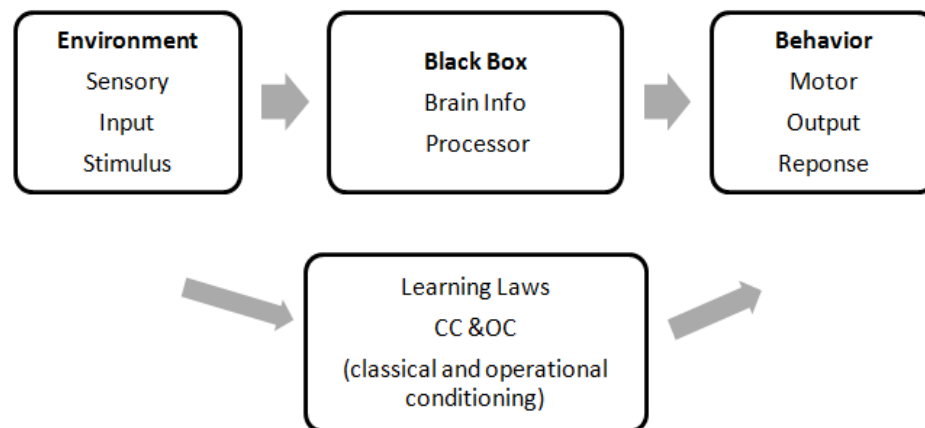 Environment
Sensory
Input
Stimulus
Black Box
Brain Info
Processor
Behavior
Motor
Output
Reponse
Learning Laws
CC &OC
(classical and operational
conditioning)